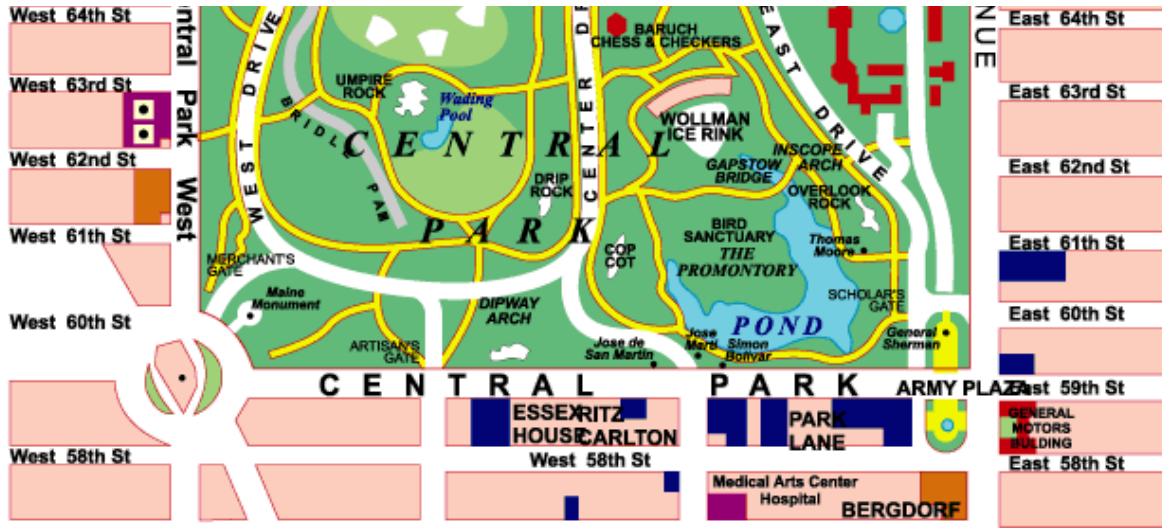 West 64th St
West 63rd St
West 62nd St
West 61th St
West 60th St
West 58th St
ntral
Park
West
WEST DRIVE
BRIDLE PAM
UMPIRE
ROCK
Wading
Pool
CENTRAL
PARK
CENTER D
BARUCH
CHESS & CHECKERS
EAST DRIVE
WOLLMAN
ICE RINK
INSCOPE
ARCH
GAPSTOW
BRIDGE
OVERLOOK
ROCK
DRIP
ROCK
COP
COT
BIRD
SANCTUARY
THE
PROMONTORY
Thomas
Moore
MERCHANT'S
GATE
Maine
Monument
DIPWAY
ARCH
ARTISAN'S
GATE
Jose de
San Martin
Jose
Marti
Simon
Bolivar
POND
SCHOLAR'S
GATE
General
Sherman
NUE
East 64th St
East 63rd St
East 62nd St
East 61th St
East 60th St
East 59th St
East 58th St
CENTRAL PARK
ARMY PLAZA
ESSEX
HOUSE
RITZ
CARLTON
PARK
LANE
GENERAL
MOTORS
BULDING
West 58th St
Medical Arts Center
Hospital
BERGDORF